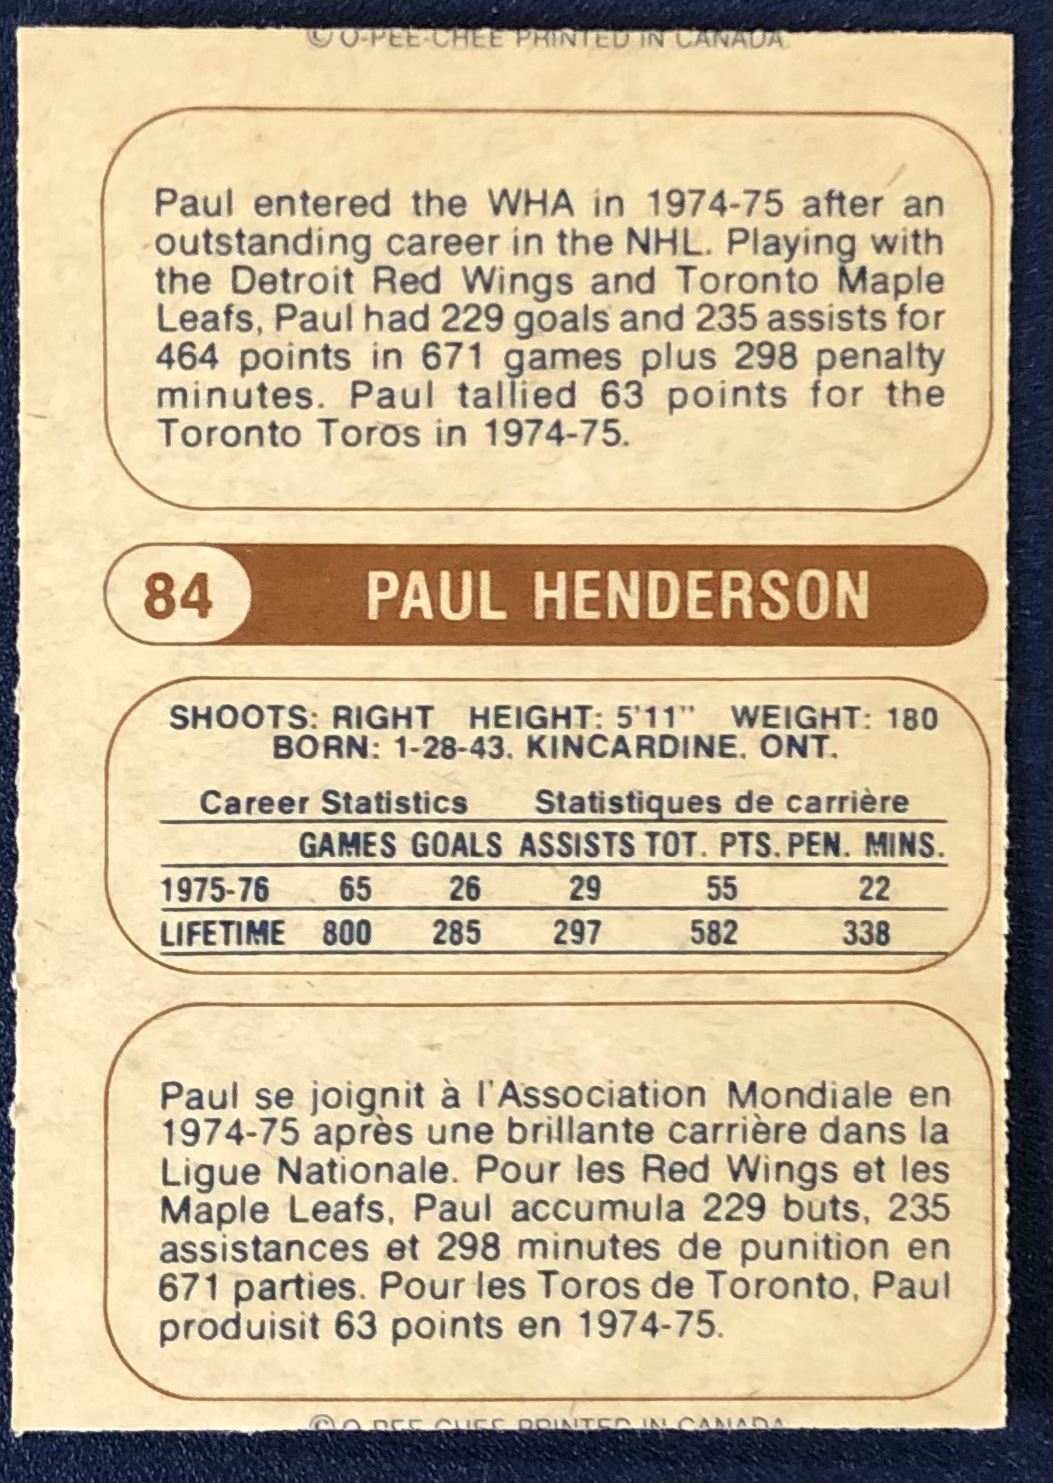 © O-PEE-CHEE PRINTED IN CANADA
Paul entered the WHA in 1974-75 after an
outstanding career in the NHL. Playing with
the Detroit Red Wings and Toronto Maple
Leafs, Paul had 229 goals and 235 assists for
464 points in 671 games plus 298 penalty
minutes. Paul tallied 63 points for the
Toronto Toros in 1974-75.
84 PAUL HENDERSON
SHOOTS: RIGHT HEIGHT: 5'11" WEIGHT: 180
BORN: 1-28-43. KINCARDINE. ONT.
Career Statistics Statistiques de carrière
GAMES GOALS ASSISTS TOT. PTS. PEN. MINS.
1975-76 65 26 29 55 22
LIFETIME 800 285 297 582 338
Paul se joignit à l'Association Mondiale en
1974-75 après une brillante carrière dans la
Ligue Nationale. Pour les Red Wings et les
Maple Leafs, Paul accumula 229 buts, 235
assistances et 298 minutes de punition en
671 parties. Pour les Toros de Toronto, Paul
produisit 63 points en 1974-75.
© O-PEE-CHEE PRINTED IN CANADA